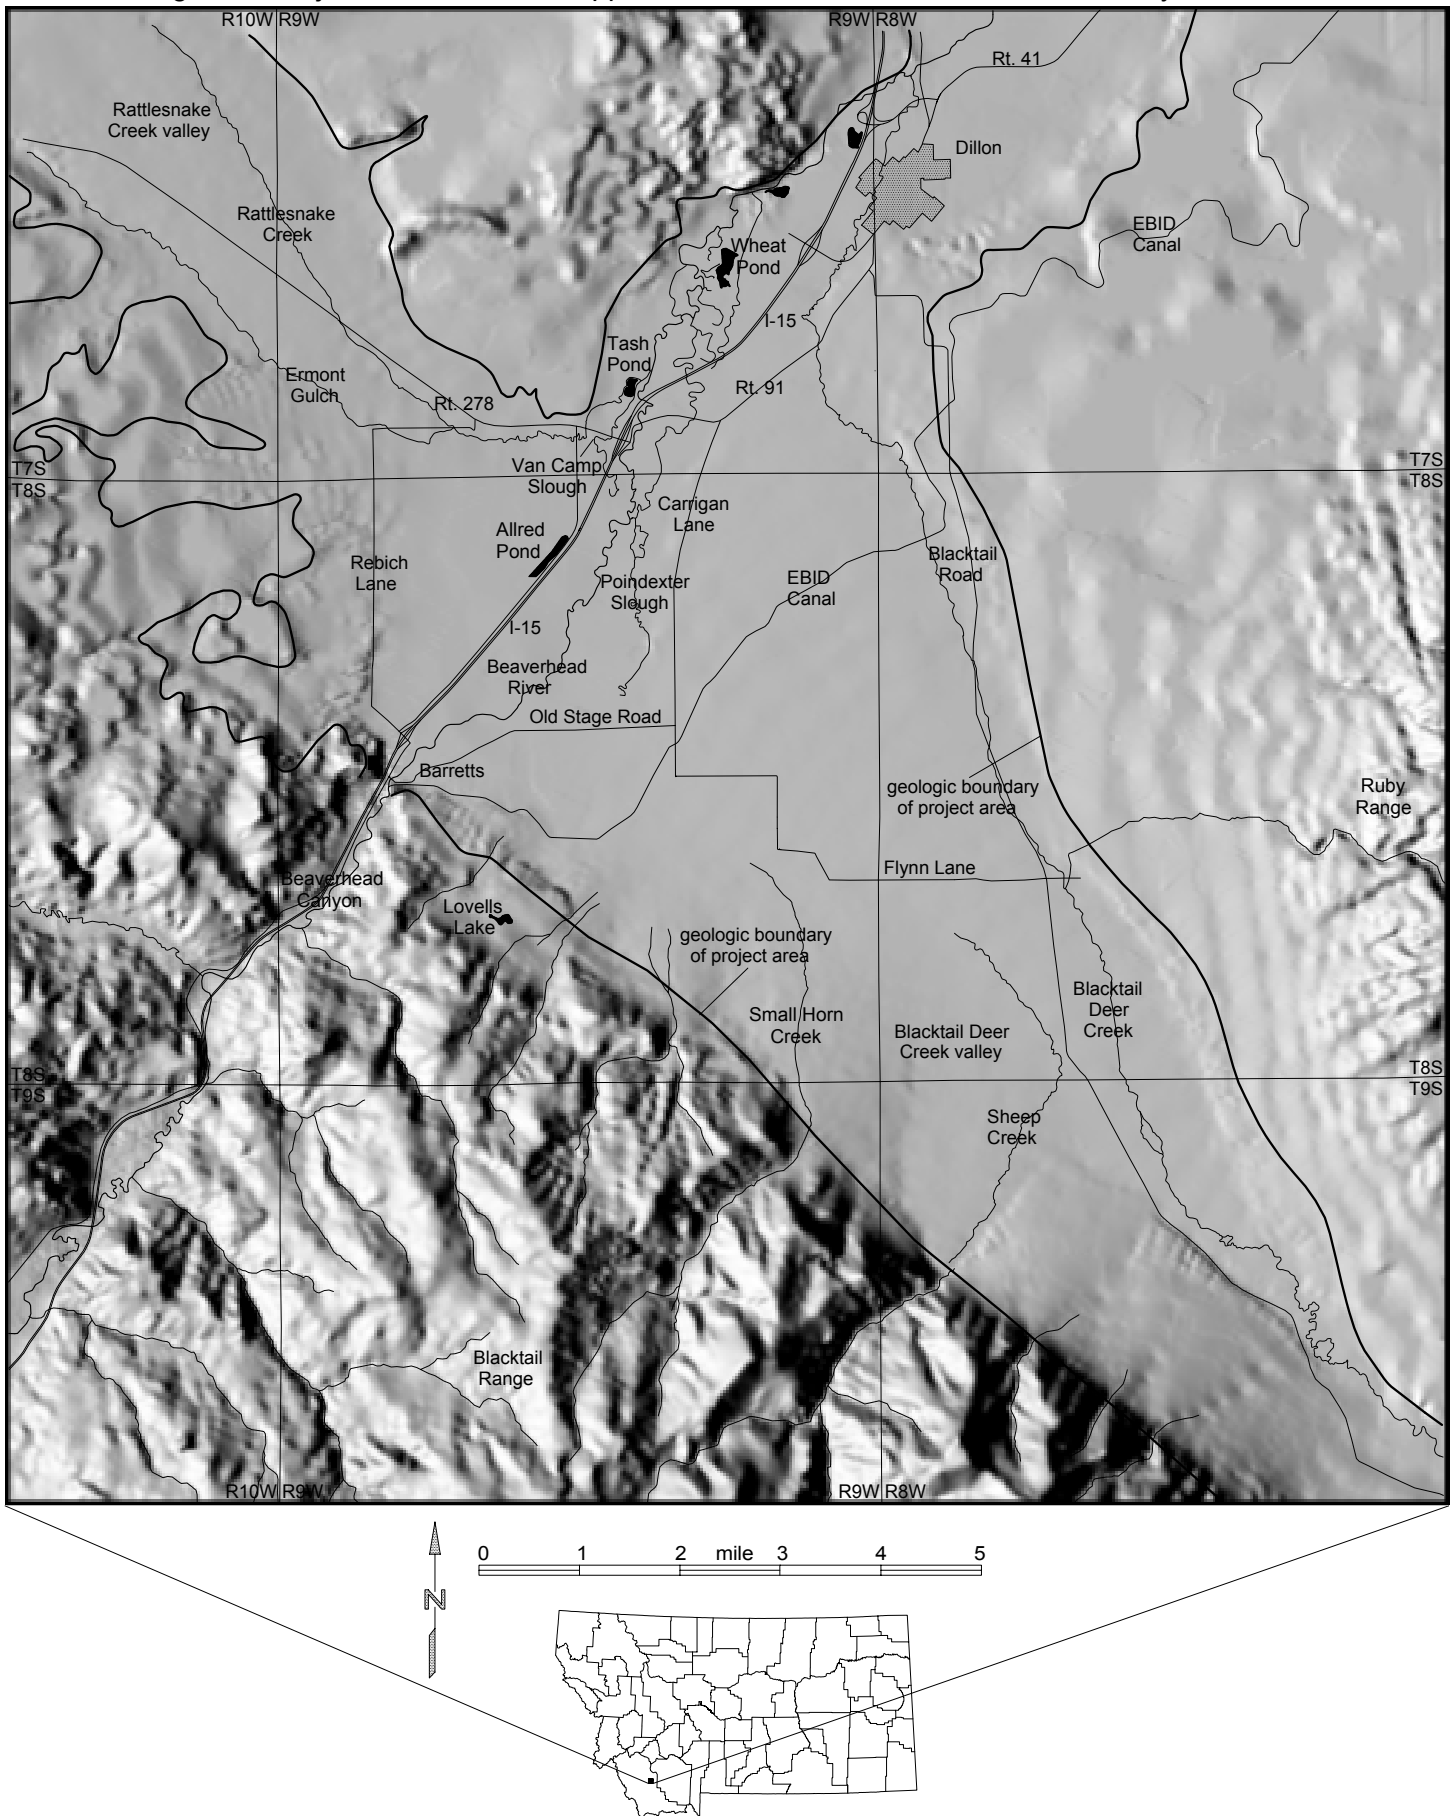 R10W R9W
R9W R8W
Rt. 41
Rattlesnake
Creek valley
Dillon
Rattlesnake
Creek
EBID
Canal
Wheat
Pond
I-15
Tash
Pond
Ermont
Gulch
Rt. 91
Rt. 278
T7S
T8S
Van Camp
Slough
T7S
T8S
Carrigan
Lane
Allred
Pond
Rebich
Lane
Blacktail
Road
Poindexter
Slough
EBID
Canal
I-15
Beaverhead
River
Old Stage Road
Barretts
geologic boundary
of project area
Ruby
Range
Flynn Lane
Beaverhead
Canyon
Lovells
Lake
geologic boundary
of project area
Blacktail
Deer
Creek
Small Horn
Creek
Blacktail Deer
Creek valley
T8S
T9S
T8S
T9S
Sheep
Creek
Blacktail
Range
R10W R9W
R9W R8W
0 1 2 mile 3 4 5
N